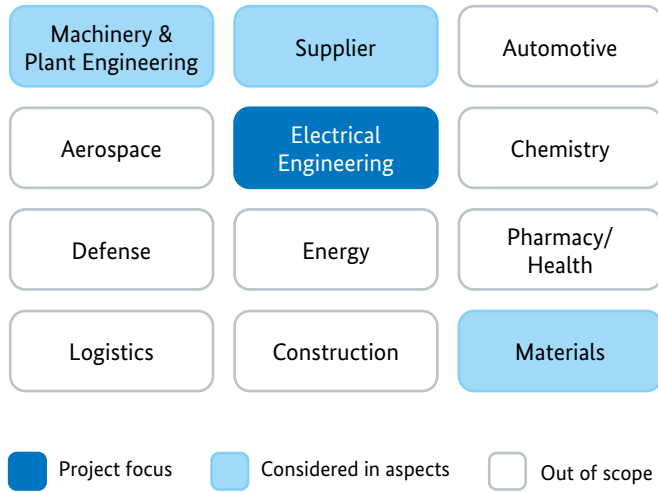 Machinery &
Plant Engineering
Supplier
Automotive
Aerospace
Electrical
Engineering
Chemistry
Defense
Energy
Pharmacy/
Health
Logistics
Construction
Materials
Project focus
Considered in aspects
Out of scope